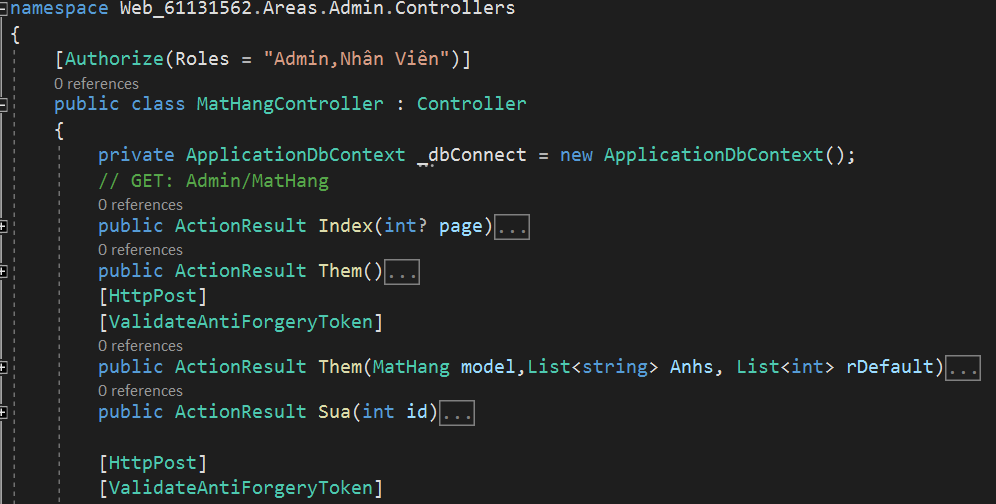 namespace Web_61131562.Areas.Admin.Controllers
{
[Authorize(Roles = "Admin,Nhân Viên")]
0 references
public class MatHangController : Controller
{
private ApplicationDbContext _dbConnect = new ApplicationDbContext();
// GET: Admin/MatHang
0 references
public ActionResult Index(int? page)...
0 references
public ActionResult Them()...
[HttpPost]
[ValidateAntiForgeryToken]
0 references
public ActionResult Them(MatHang model,List<string> Anhs, List<int> rDefault)...
0 references
public ActionResult Sua(int id)...
[HttpPost]
[ValidateAntiForgeryToken]